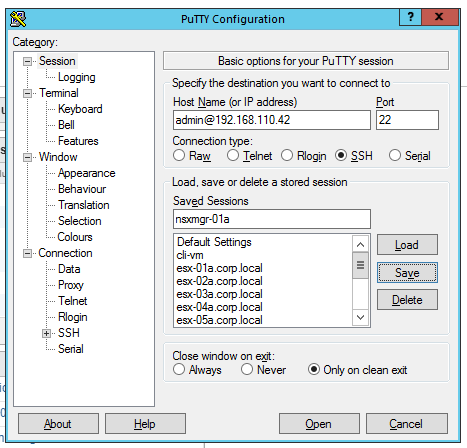 PuTTY Configuration
? x
Category:
Session
Logging
Terminal
Keyboard
Bell
Features
Window
Appearance
Behaviour
Translation
Selection
Colours
Connection
Data
Proxy
Telnet
Rlogin
SSH
Serial
Basic options for your PuTTY session
Specify the destination you want to connect to
Host Name (or IP address) Port
admin@192.168.110.42 22
Connection type:
Raw Telnet Rlogin SSH Serial
Load, save or delete a stored session
Saved Sessions
nsxmgr-01a
Default Settings
cli-vm
esx-01a.corp.local
esx-02a.corp.local
esx-03a.corp.local
esx-04a.corp.local
esx-05a.corp.local
Load
Save
Delete
Close window on exit:
Always Never Only on clean exit
About Help Open Cancel